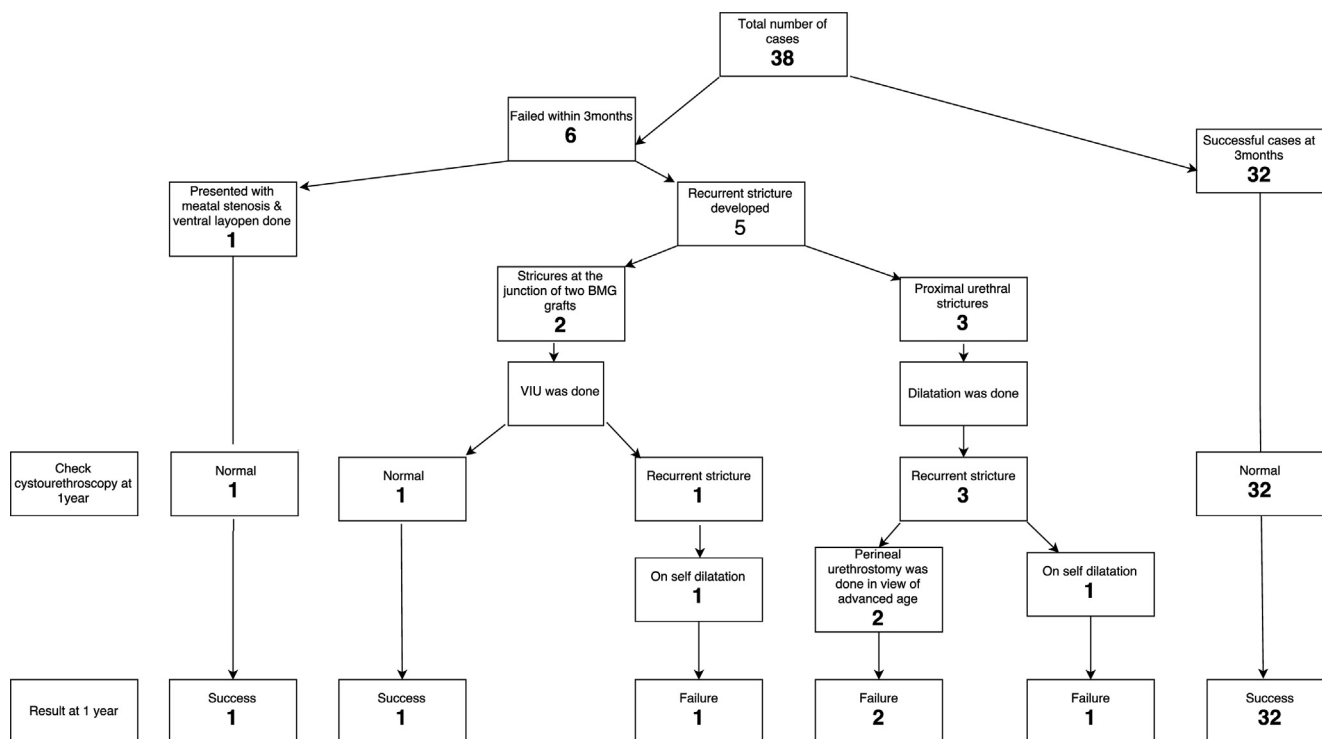 Total number of
cases
38
Failed within 3months
6
Successful cases at
3months
32
Presented with
meatal stenosis &
ventral layopen done
1
Recurrent stricture
developed
5
Stricures at the
junction of two BMG
grafts
2
Proximal urethral
strictures
3
VIU was done
Dilatation was done
Check
cystourethroscopy at
1year
Normal
1
Normal
1
Recurrent stricture
1
Recurrent stricture
3
Normal
32
On self dilatation
1
Perineal
urethrostomy was
done in view of
advanced age
2
On self dilatation
1
Result at 1 year
Success
1
Success
1
Failure
1
Failure
2
Failure
1
Success
32